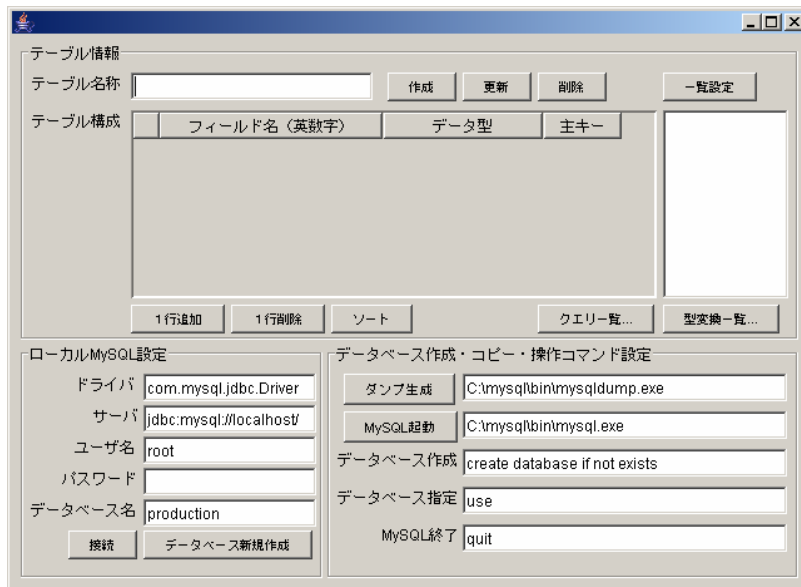 テーブル情報
テーブル名称 作成 更新 削除 一覧設定
テーブル構成 フィールド名（英数字） データ型 主キー
1行追加 1行削除 ソート クエリ一覧... 型変換一覧...
ローカルMySQL設定
ドライバ com.mysql.jdbc.Driver
サーバ jdbc:mysql://localhost/
ユーザ名 root
パスワード
データベース名 production
接続 データベース新規作成
データベース作成・コピー・操作コマンド設定
ダンプ生成 C:\mysql\bin\mysqldump.exe
MySQL起動 C:\mysql\bin\mysql.exe
データベース作成 create database if not exists
データベース指定 use
MySQL終了 quit